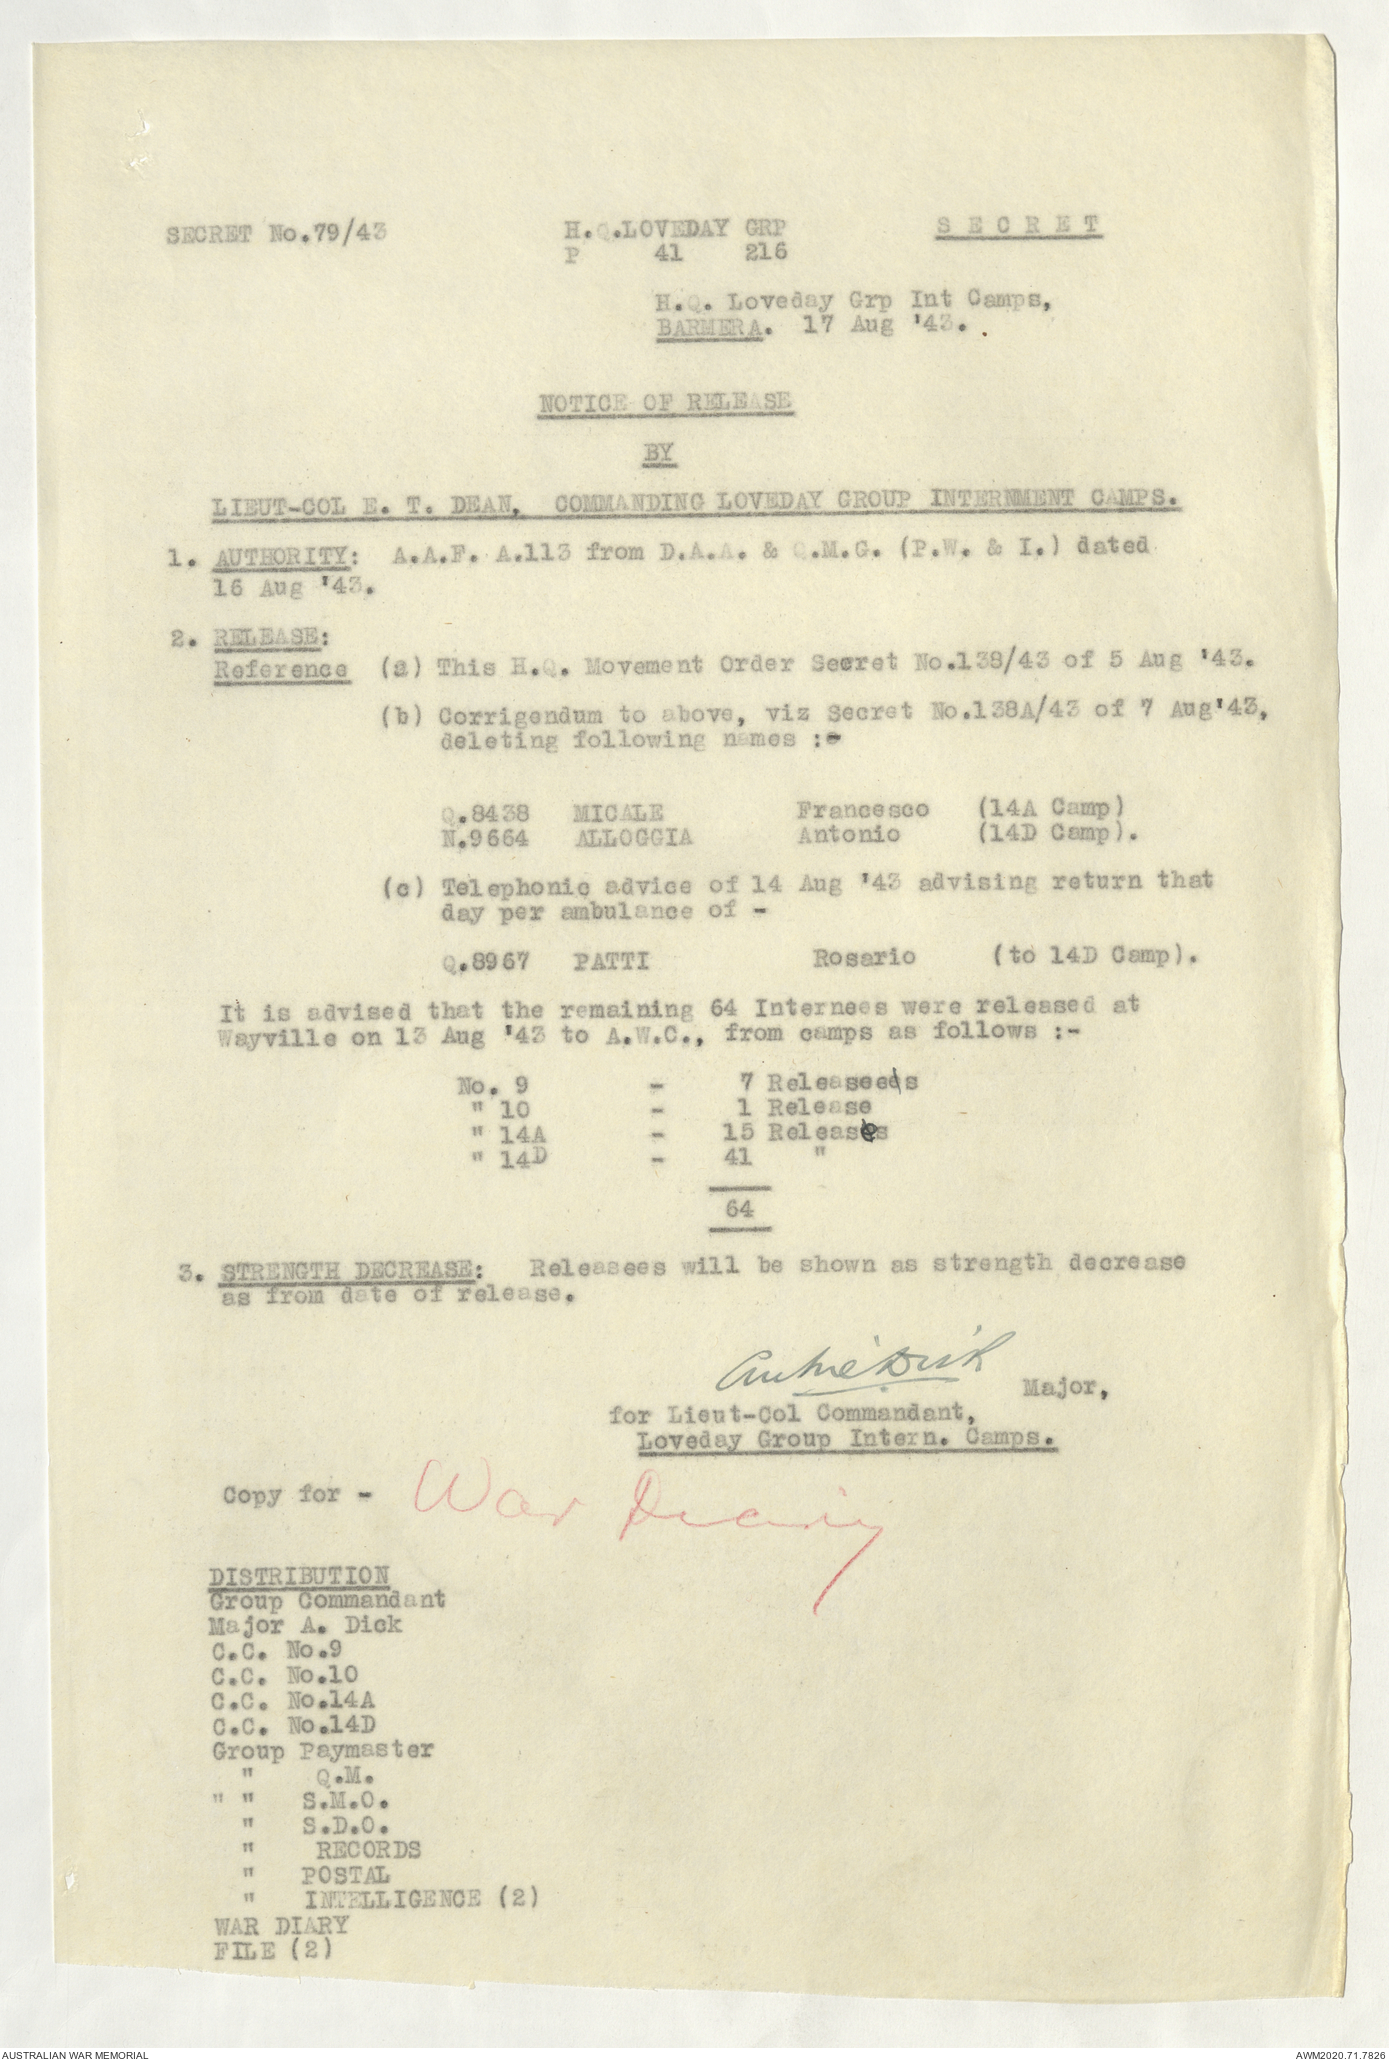 SECRET No.79/43 H.Q.LOVEDAY GRP S E C R E T
P 41 216
H.Q. Loveday Grp Int Camps,
BARMERA. 17 Aug '43.
NOTICE OF RELEASE
BY
LIEUT-COL E. T. DEAN, COMMANDING LOVEDAY GROUP INTERNMENT CAMPS.
1. AUTHORITY: A.A.F. A.113 from D.A.A. & Q.M.G. (P.W. & I.) dated
16 Aug '43.
2. RELEASE:
Reference (a) This H.Q. Movement Order Secret No.138/43 of 5 Aug '43.
(b) Corrigendum to above, viz Secret No.138A/43 of 7 Aug'43,
deleting following names :-
Q.8438 MICALE Francesco (14A Camp)
N.9664 ALLOGGIA Antonio (14D Camp).
(c) Telephonic advice of 14 Aug '43 advising return that
day per ambulance of -
Q.8967 PATTI Rosario (to 14D Camp).
It is advised that the remaining 64 Internees were released at
Wayville on 13 Aug '43 to A.W.C., from camps as follows :-
No. 9 - 7 Releasees
" 10 - 1 Release
" 14A - 15 Releases
" 14D - 41 "
64
3. STRENGTH DECREASE: Releasees will be shown as strength decrease
as from date of release.
Major,
for Lieut-Col Commandant,
Loveday Group Intern. Camps.
Copy for - War Diary
DISTRIBUTION
Group Commandant
Major A. Dick
C.C. No.9
C.C. No.10
C.C. No.14A
C.C. No.14D
Group Paymaster
" Q.M.
" " S.M.O.
" S.D.O.
" RECORDS
" POSTAL
" INTELLIGENCE (2)
WAR DIARY
FILE (2)
AUSTRALIAN WAR MEMORIAL AWM2020.71.7826